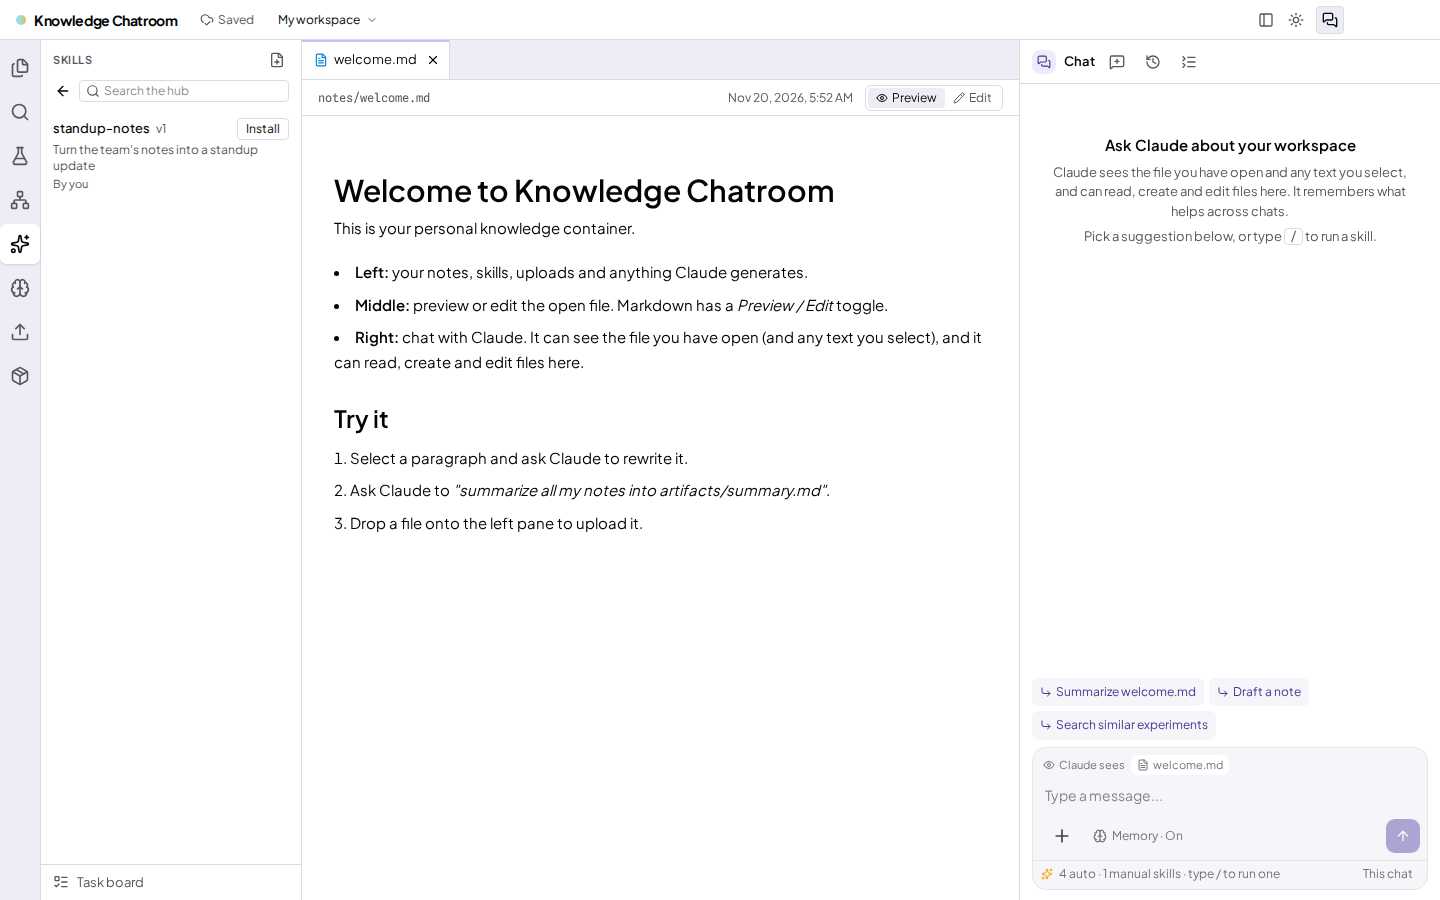 Knowledge Chatroom
Saved
My workspace
SKILLS
Search the hub
standup-notes v1
Install
Turn the team's notes into a standup
update
By you
Task board
welcome.md
notes/welcome.md
Nov 20, 2026, 5:52 AM
Preview
Edit
Welcome to Knowledge Chatroom
This is your personal knowledge container.
• Left: your notes, skills, uploads and anything Claude generates.
• Middle: preview or edit the open file. Markdown has a Preview / Edit toggle.
• Right: chat with Claude. It can see the file you have open (and any text you select), and it
can read, create and edit files here.
Try it
1. Select a paragraph and ask Claude to rewrite it.
2. Ask Claude to "summarize all my notes into artifacts/summary.md".
3. Drop a file onto the left pane to upload it.
Chat
Ask Claude about your workspace
Claude sees the file you have open and any text you select,
and can read, create and edit files here. It remembers what
helps across chats.
Pick a suggestion below, or type / to run a skill.
Summarize welcome.md
Draft a note
Search similar experiments
Claude sees
welcome.md
Type a message...
Memory · On
4 auto · 1 manual skills · type / to run one
This chat